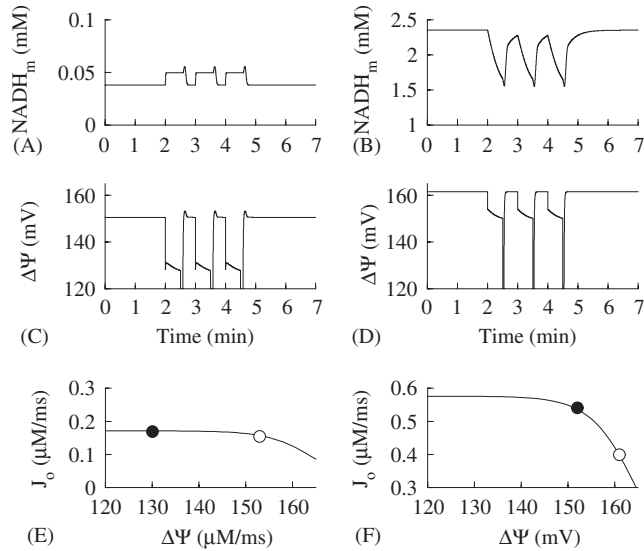 0.1
0.05
0
NADH_m (mM)
(A)
0 1 2 3 4 5 6 7
2.5
2
1.5
1
NADH_m (mM)
(B)
0 1 2 3 4 5 6 7
160
140
120
ΔΨ (mV)
(C)
0 1 2 3 4 5 6 7
Time (min)
160
140
120
ΔΨ (mV)
(D)
0 1 2 3 4 5 6 7
Time (min)
0.3
0.2
0.1
0
J_o (μM/ms)
(E)
120 130 140 150 160
ΔΨ (μM/ms)
0.6
0.5
0.4
0.3
J_o (μM/ms)
(F)
120 130 140 150 160
ΔΨ (mV)